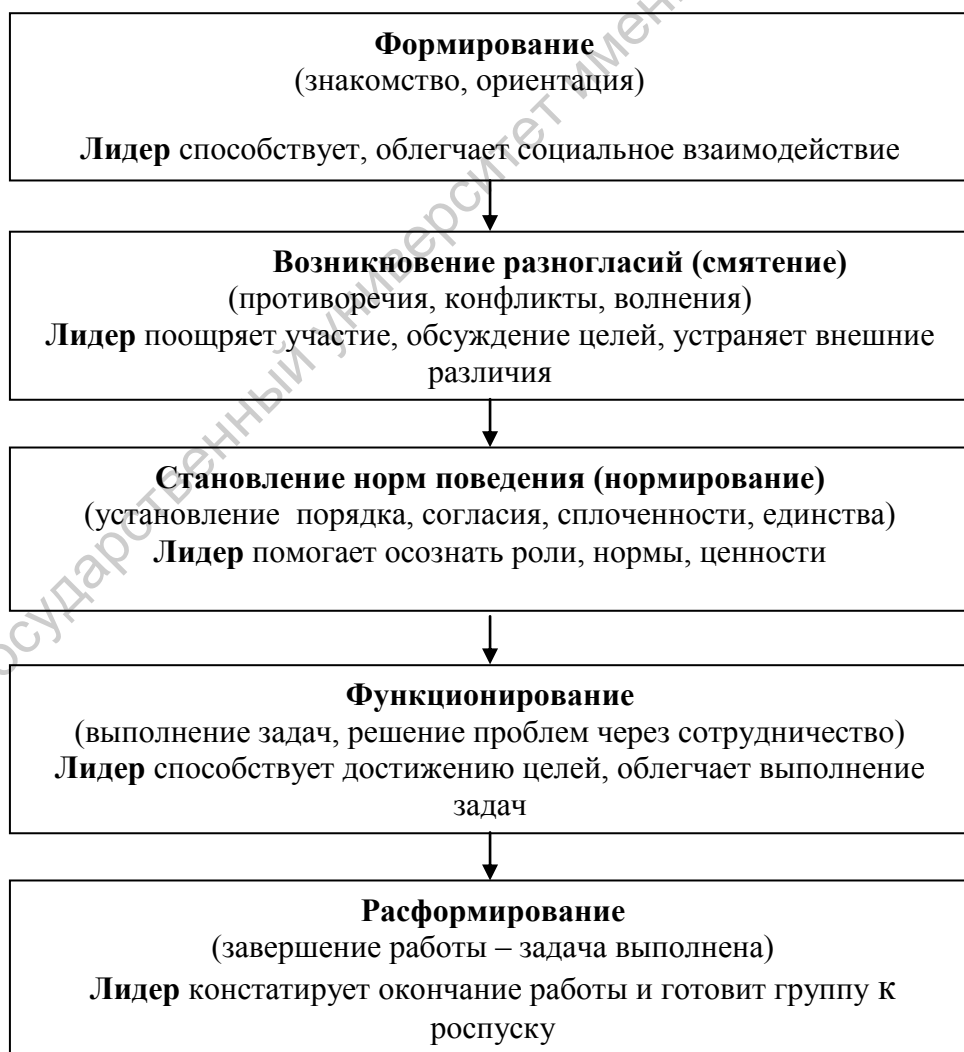 Формирование
(знакомство, ориентация)
Лидер способствует, облегчает социальное взаимодействие
Возникновение разногласий (смятение)
(противоречия, конфликты, волнения)
Лидер поощряет участие, обсуждение целей, устраняет внешние
различия
Становление норм поведения (нормирование)
(установление порядка, согласия, сплоченности, единства)
Лидер помогает осознать роли, нормы, ценности
Функционирование
(выполнение задач, решение проблем через сотрудничество)
Лидер способствует достижению целей, облегчает выполнение
задач
Расформирование
(завершение работы – задача выполнена)
Лидер констатирует окончание работы и готовит группу к
роспуску
государственный университет имени